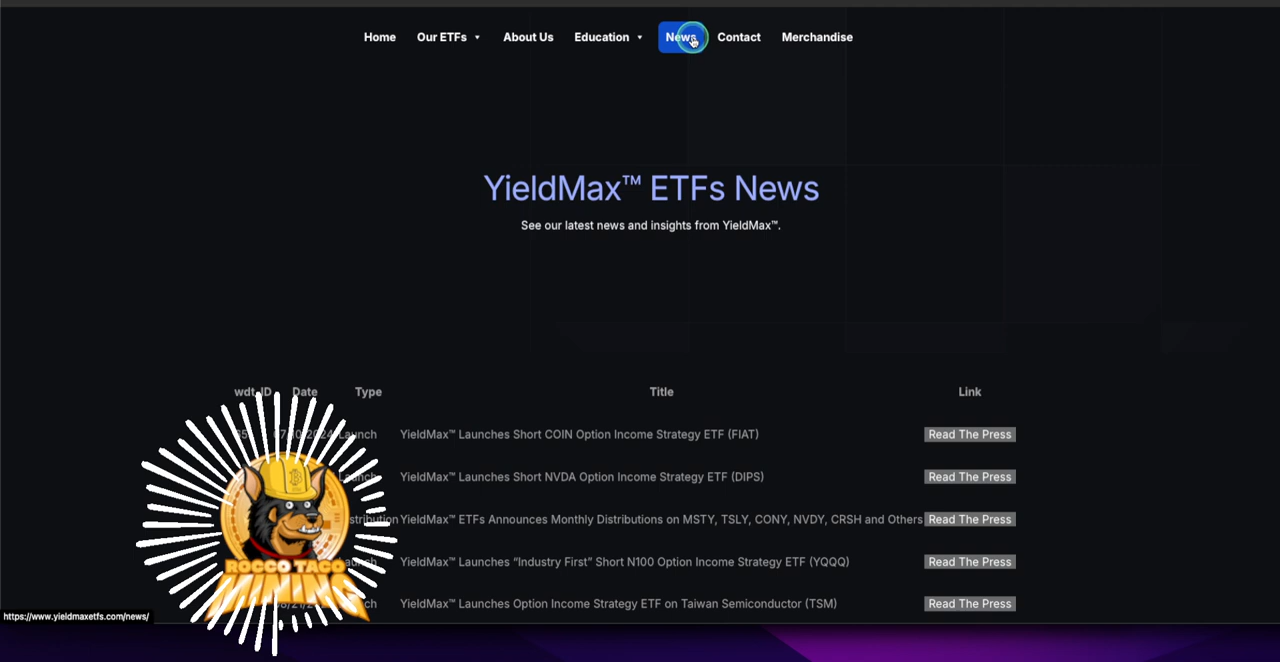 Home Our ETFs About Us Education News Contact Merchandise
YieldMax™ ETFs News
See our latest news and insights from YieldMax™.
wdt_ID Date Type Title Link
Launch YieldMax™ Launches Short COIN Option Income Strategy ETF (FIAT) Read The Press
Launch YieldMax™ Launches Short NVDA Option Income Strategy ETF (DIPS) Read The Press
YieldMax™ ETFs Announces Monthly Distributions on MSTY, TSLY, CONY, NVDY, CRSH and Others Read The Press
YieldMax™ Launches “Industry First” Short N100 Option Income Strategy ETF (YQQQ) Read The Press
YieldMax™ Launches Option Income Strategy ETF on Taiwan Semiconductor (TSM) Read The Press
ROCCO TACO
MINING
https://www.yieldmaxetfs.com/news/